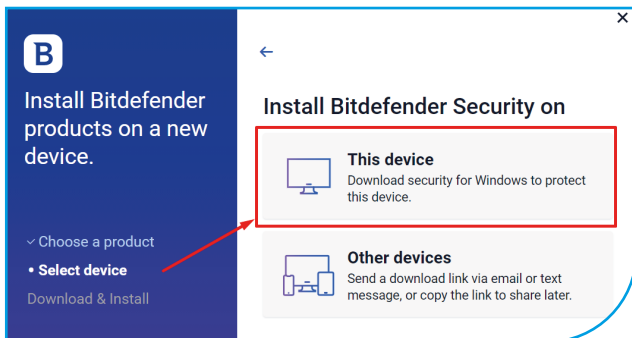 B
Install Bitdefender
products on a new
device.
Choose a product
• Select device
Download & Install
Install Bitdefender Security on
This device
Download security for Windows to protect
this device.
Other devices
Send a download link via email or text
message, or copy the link to share later.